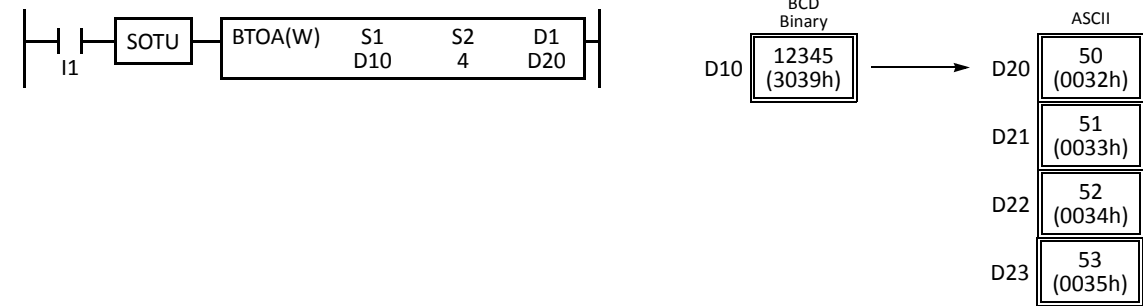 SOTU
BTOA(W) S1 S2 D1
D10 4 D20
I1
BCD
Binary
D10
12345
(3039h)
ASCII
D20
50
(0032h)
D21
51
(0033h)
D22
52
(0034h)
D23
53
(0035h)